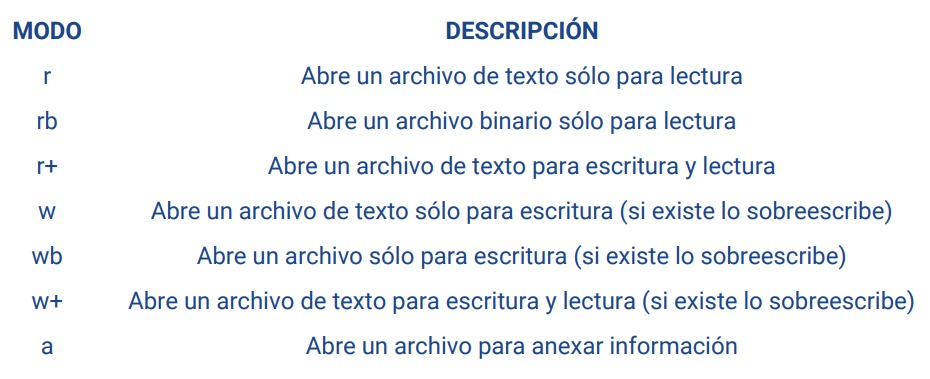 MODO DESCRIPCIÓN
r Abre un archivo de texto sólo para lectura
rb Abre un archivo binario sólo para lectura
r+ Abre un archivo de texto para escritura y lectura
w Abre un archivo de texto sólo para escritura (si existe lo sobreescribe)
wb Abre un archivo sólo para escritura (si existe lo sobreescribe)
w+ Abre un archivo de texto para escritura y lectura (si existe lo sobreescribe)
a Abre un archivo para anexar información